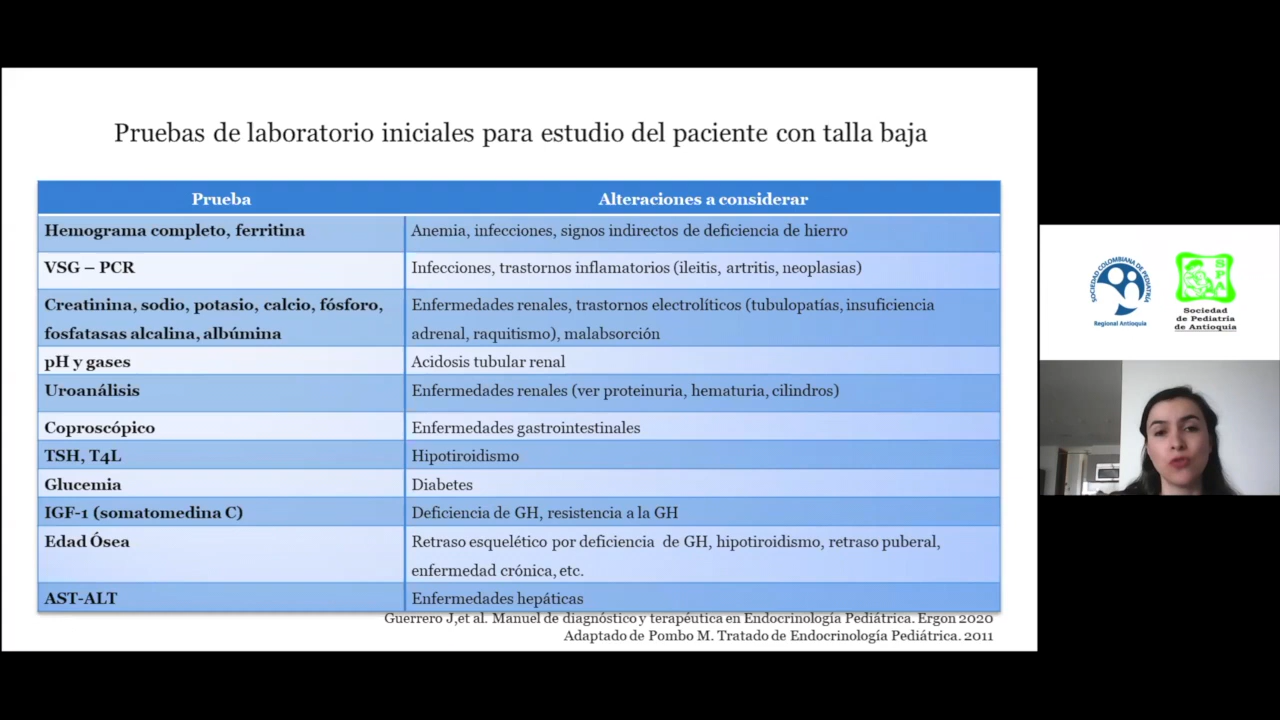 Pruebas de laboratorio iniciales para estudio del paciente con talla baja
Prueba
Alteraciones a considerar
Hemograma completo, ferritina
Anemia, infecciones, signos indirectos de deficiencia de hierro
VSG – PCR
Infecciones, trastornos inflamatorios (ileitis, artritis, neoplasias)
Creatinina, sodio, potasio, calcio, fósforo,
fosfatasas alcalina, albúmina
Enfermedades renales, trastornos electrolíticos (tubulopatías, insuficiencia
adrenal, raquitismo), malabsorción
pH y gases
Acidosis tubular renal
Uroanálisis
Enfermedades renales (ver proteinuria, hematuria, cilindros)
Coproscópico
Enfermedades gastrointestinales
TSH, T4L
Hipotiroidismo
Glucemia
Diabetes
IGF-1 (somatomedina C)
Deficiencia de GH, resistencia a la GH
Edad Ósea
Retraso esquelético por deficiencia de GH, hipotiroidismo, retraso puberal,
enfermedad crónica, etc.
AST-ALT
Enfermedades hepáticas
Guerrero J,et al. Manuel de diagnóstico y terapéutica en Endocrinología Pediátrica. Ergon 2020
Adaptado de Pombo M. Tratado de Endocrinología Pediátrica. 2011
SOCIEDAD COLOMBIANA DE PEDIATRÍA
Regional Antioquia
SPA
Sociedad
de Pediatria
de Antioquia